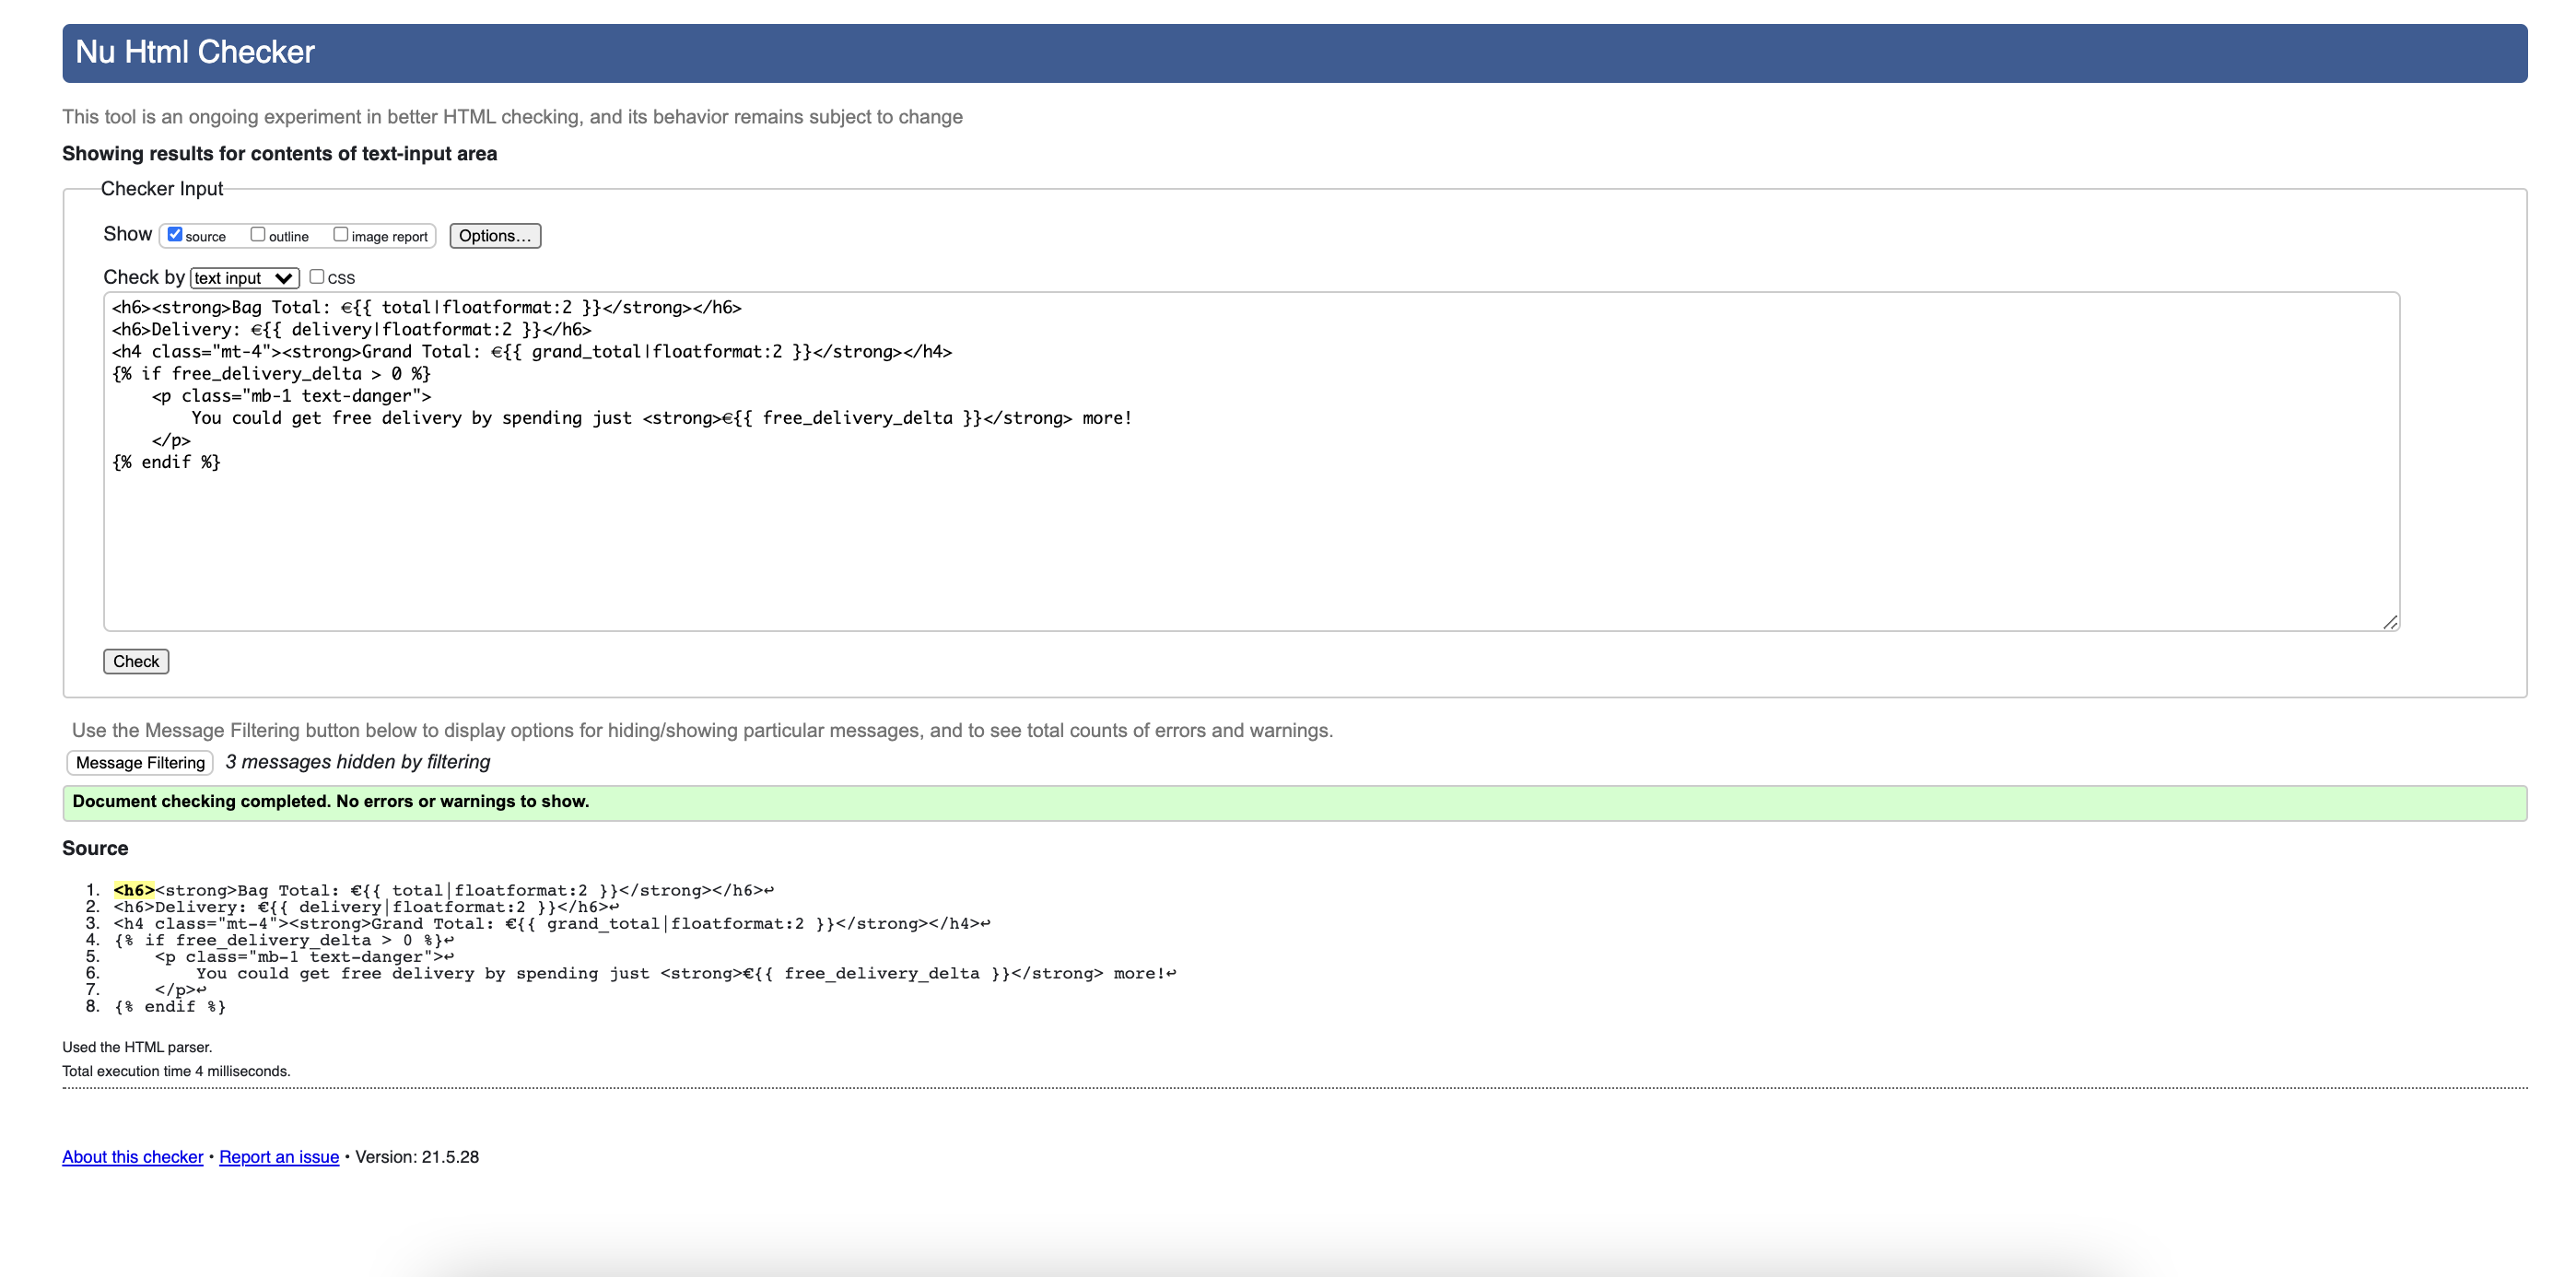 Nu Html Checker
This tool is an ongoing experiment in better HTML checking, and its behavior remains subject to change
Showing results for contents of text-input area
Checker Input
Show source outline image report Options...
Check by text input css
<h6><strong>Bag Total: €{{ total|floatformat:2 }}</strong></h6>
<h6>Delivery: €{{ delivery|floatformat:2 }}</h6>
<h4 class="mt-4"><strong>Grand Total: €{{ grand_total|floatformat:2 }}</strong></h4>
{% if free_delivery_delta > 0 %}
    <p class="mb-1 text-danger">
        You could get free delivery by spending just <strong>€{{ free_delivery_delta }}</strong> more!
    </p>
{% endif %}
Check
Use the Message Filtering button below to display options for hiding/showing particular messages, and to see total counts of errors and warnings.
Message Filtering 3 messages hidden by filtering
Document checking completed. No errors or warnings to show.
Source
1. <h6><strong>Bag Total: €{{ total|floatformat:2 }}</strong></h6>↩
2. <h6>Delivery: €{{ delivery|floatformat:2 }}</h6>↩
3. <h4 class="mt-4"><strong>Grand Total: €{{ grand_total|floatformat:2 }}</strong></h4>↩
4. {% if free_delivery_delta > 0 %}↩
5.     <p class="mb-1 text-danger">↩
6.         You could get free delivery by spending just <strong>€{{ free_delivery_delta }}</strong> more!↩
7.     </p>↩
8. {% endif %}
Used the HTML parser.
Total execution time 4 milliseconds.
About this checker • Report an issue • Version: 21.5.28